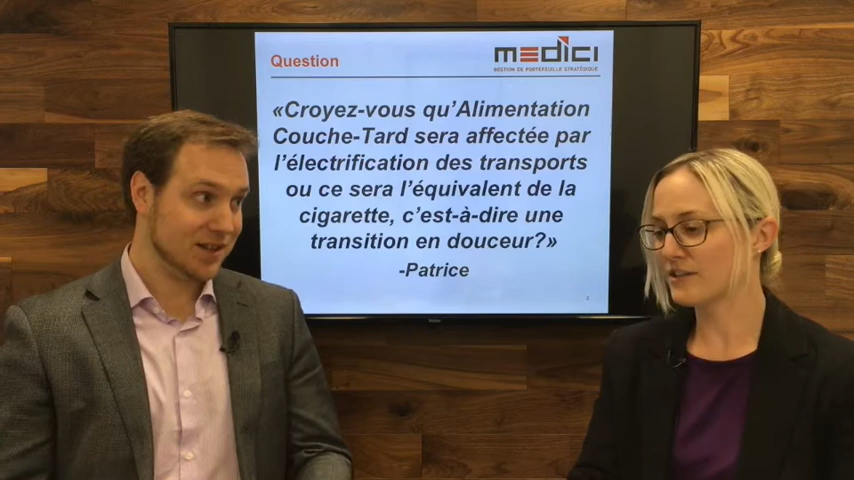 Question
MEDICI
GESTION DE PORTEFEUILLE STRATÉGIQUE
«Croyez-vous qu'Alimentation
Couche-Tard sera affectée par
l'électrification des transports
ou ce sera l'équivalent de la
cigarette, c'est-à-dire une
transition en douceur?»
-Patrice